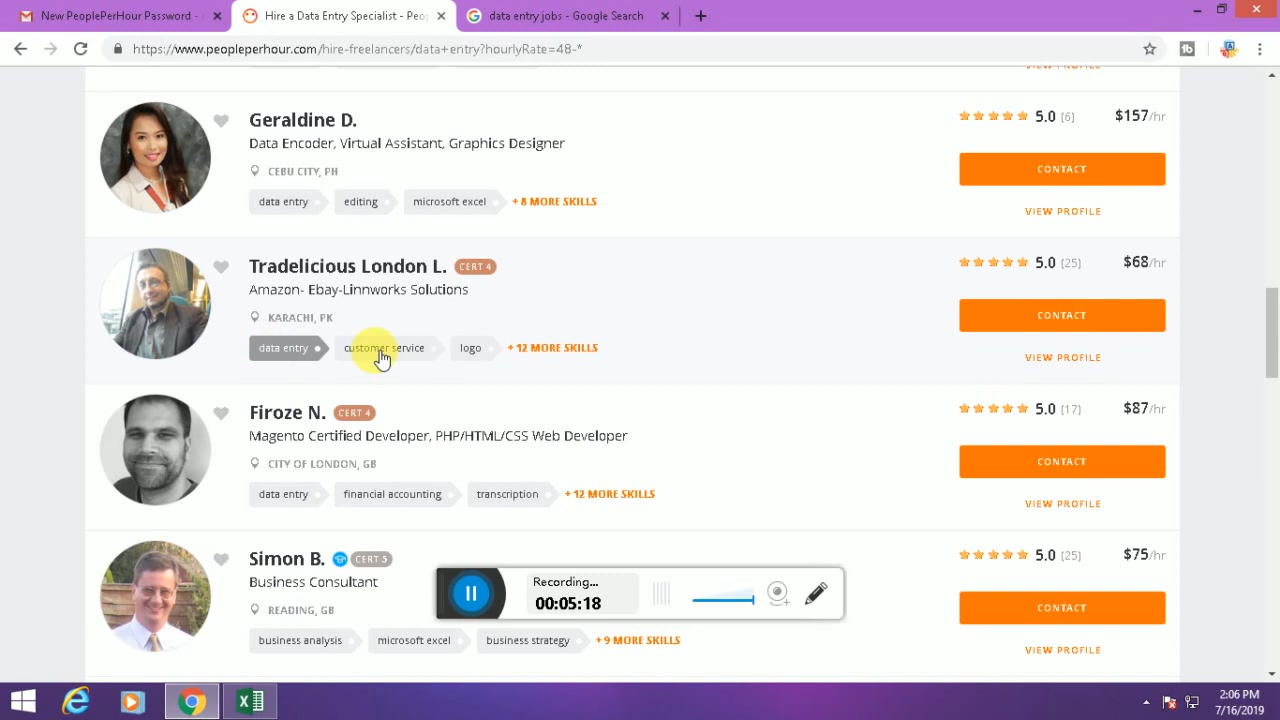 New PeoplePerHour Password -
Hire a Data Entry Specialist - Peop
data entry jobs - Google Search
https://www.peopleperhour.com/hire-freelancers/data+entry?hourlyRate=48-*
VIEW PROFILE
Geraldine D.
5.0 [6]
$157/hr
Data Encoder, Virtual Assistant, Graphics Designer
CEBU CITY, PH
CONTACT
data entry
editing
microsoft excel
+ 8 MORE SKILLS
VIEW PROFILE
Tradelicious London L. CERT 4
5.0 [25]
$68/hr
Amazon- Ebay-Linnworks Solutions
KARACHI, PK
CONTACT
data entry
customer service
logo
+ 12 MORE SKILLS
VIEW PROFILE
Firoze N. CERT 4
5.0 [17]
$87/hr
Magento Certified Developer, PHP/HTML/CSS Web Developer
CITY OF LONDON, GB
CONTACT
data entry
financial accounting
transcription
+ 12 MORE SKILLS
VIEW PROFILE
Simon B. CERT 5
5.0 [25]
$75/hr
Business Consultant
READING, GB
CONTACT
business analysis
microsoft excel
business strategy
+ 9 MORE SKILLS
VIEW PROFILE
Recording...
00:05:18
2:06 PM
7/16/2019